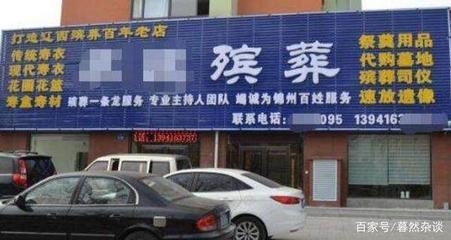 打造辽西殡葬百年老店
传统寿衣
现代寿衣
花圈花篮
寿盒寿材
殡葬
祭奠用品
代购墓地
殡葬司仪
速放遗像
殡葬一条龙服务 专业主持人团队 竭诚为锦州百姓服务
联系电话: 095 1394163
1394163737
百家号/暮然杂谈